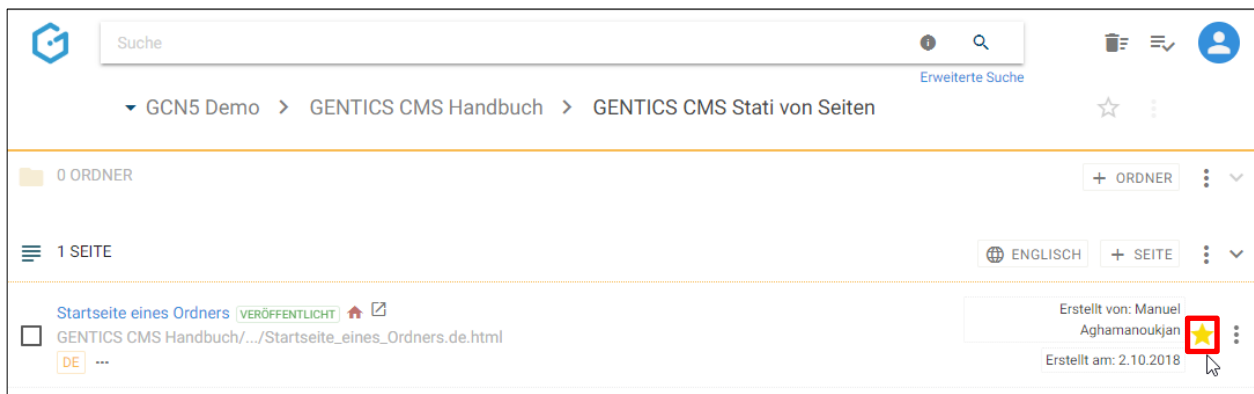 Suche
Erweiterte Suche
GCN5 Demo > GENTICS CMS Handbuch > GENTICS CMS Stati von Seiten
0 ORDNER
+ ORDNER
1 SEITE
ENGLISCH
+ SEITE
Startseite eines Ordners VERÖFFENTLICHT
GENTICS CMS Handbuch/.../Startseite_eines_Ordners.de.html
DE ---
Erstellt von: Manuel
Aghamanoukjan
Erstellt am: 2.10.2018